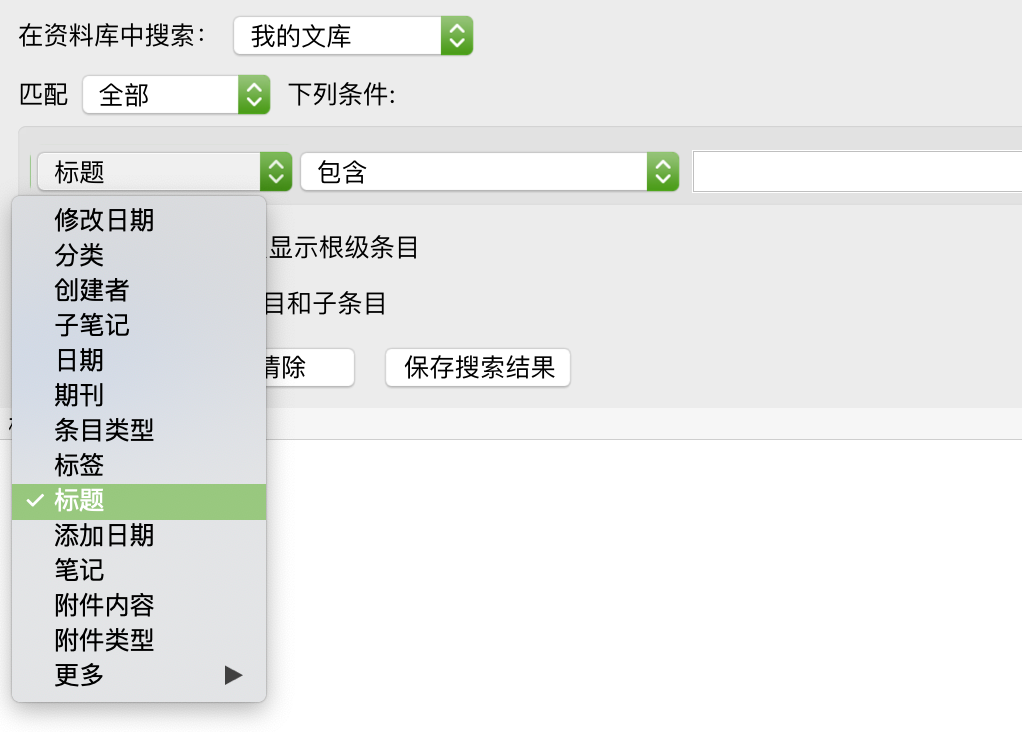 在资料库中搜索：
我的文库
匹配
全部
下列条件:
标题
包含
修改日期
分类
显示根级条目
创建者
子笔记
目和子条目
日期
清除
保存搜索结果
期刊
条目类型
标签
标题
添加日期
笔记
附件内容
附件类型
更多